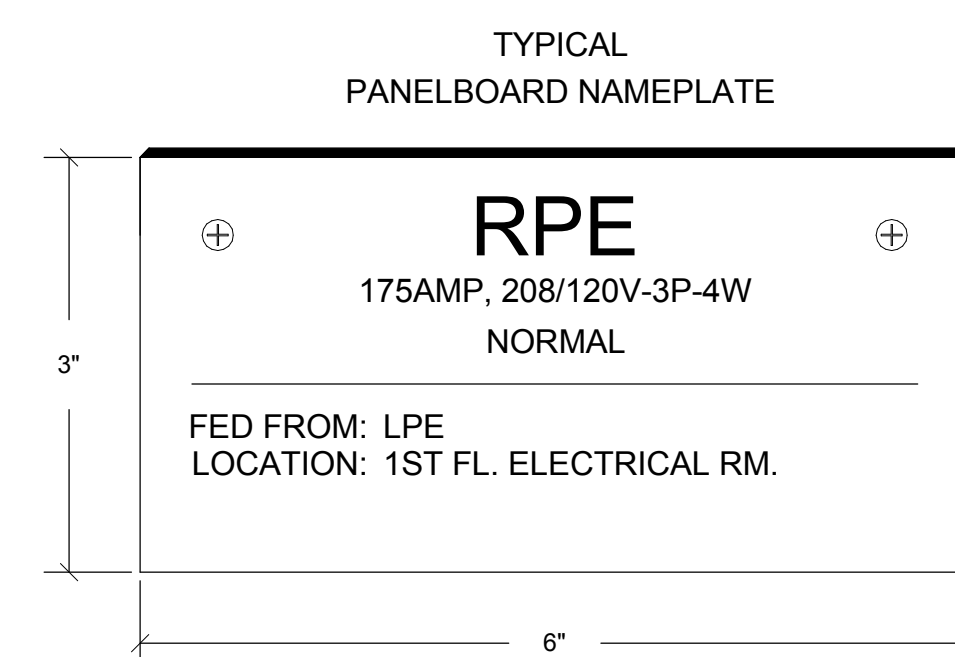 TYPICAL
PANELBOARD NAMEPLATE
RPE
175AMP, 208/120V-3P-4W
NORMAL
3"
FED FROM: LPE
LOCATION: 1ST FL. ELECTRICAL RM.
6"